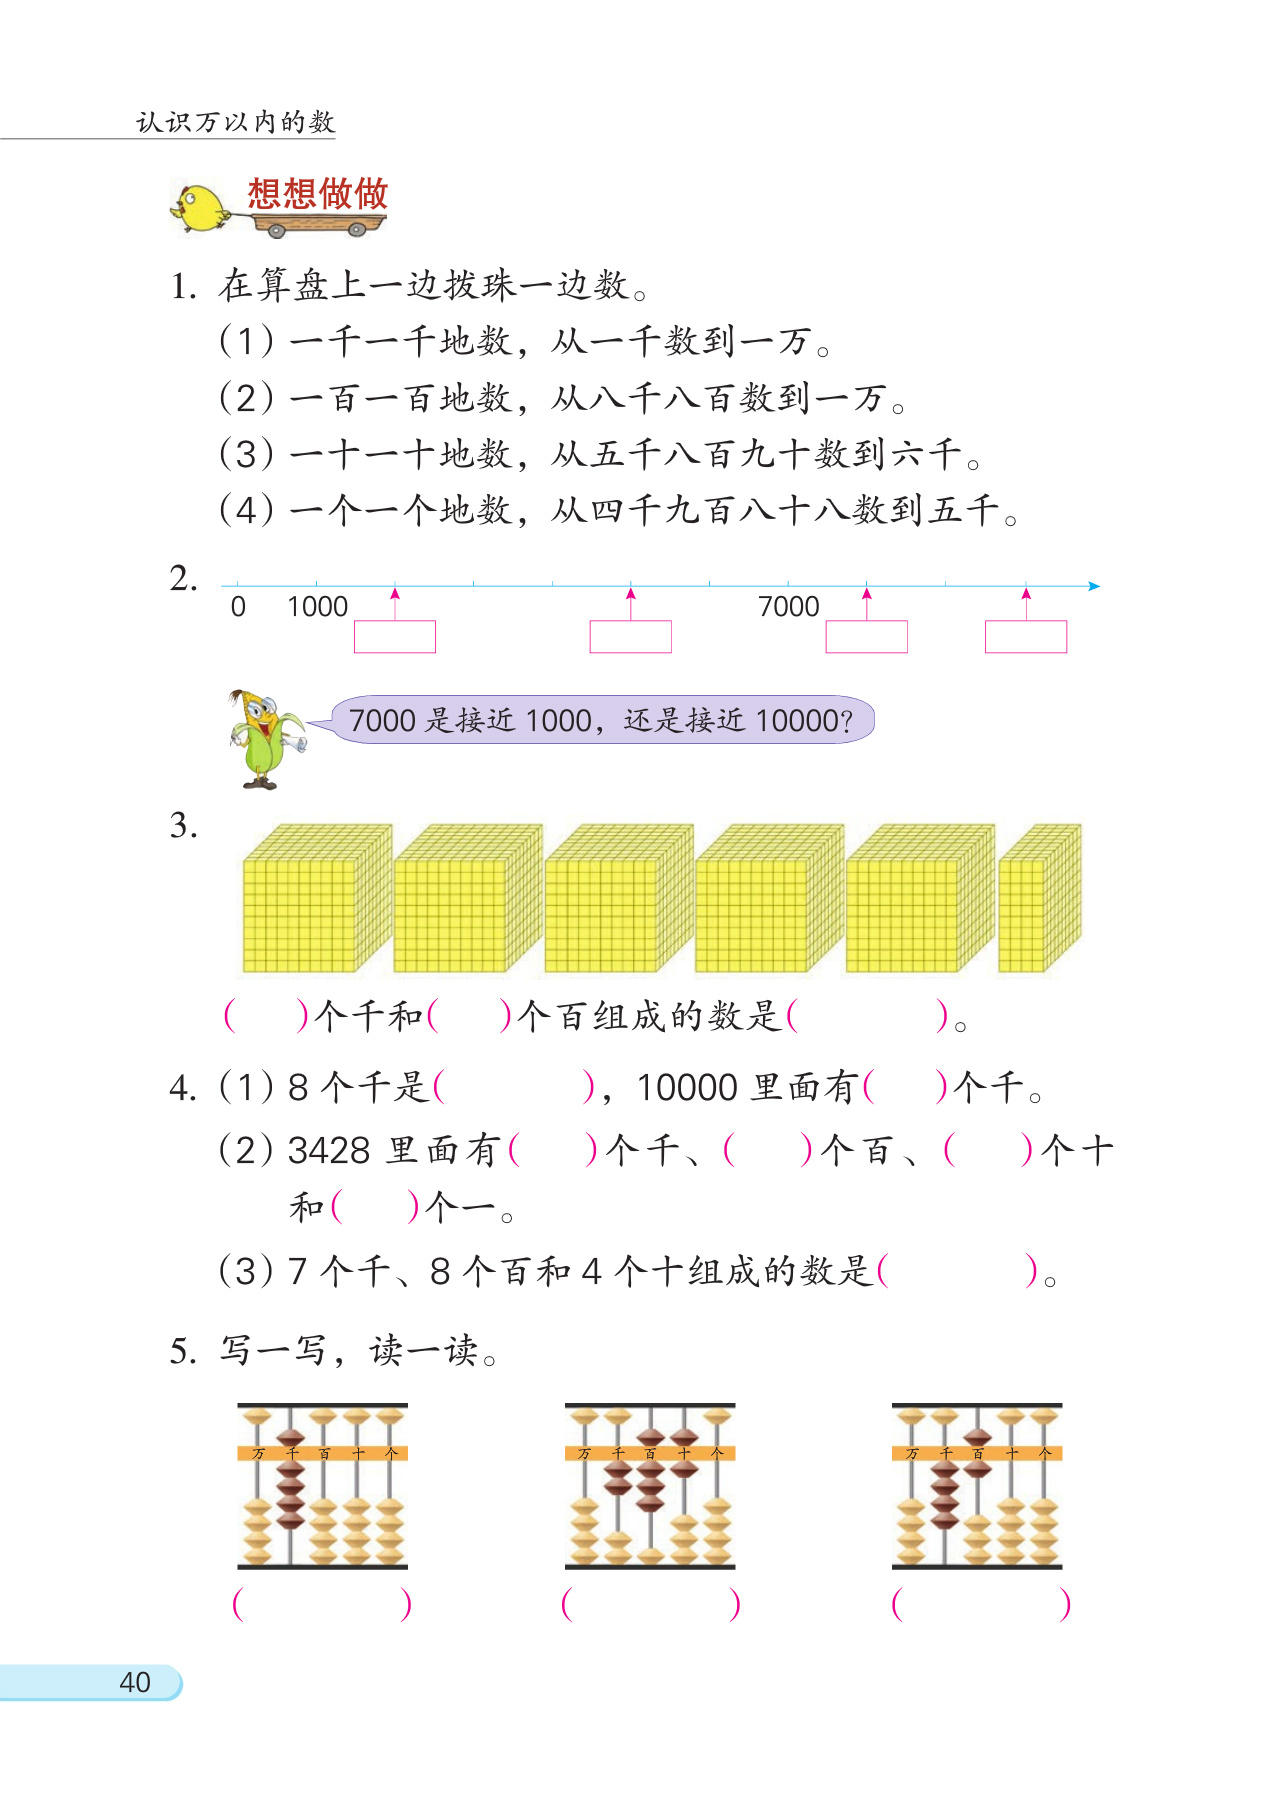 认识万以内的数
想想做做
1. 在算盘上一边拨珠一边数。
（1）一千一千地数，从一千数到一万。
（2）一百一百地数，从八千八百数到一万。
（3）一十一十地数，从五千八百九十数到六千。
（4）一个一个地数，从四千九百八十八数到五千。
2.
0 1000 7000
7000 是接近 1000，还是接近 10000？
3.
（ ）个千和（ ）个百组成的数是（ ）。
4.（1）8 个千是（ ），10000 里面有（ ）个千。
（2）3428 里面有（ ）个千、（ ）个百、（ ）个十
和（ ）个一。
（3）7 个千、8 个百和 4 个十组成的数是（ ）。
5. 写一写，读一读。
万 千 百 十 个 万 千 百 十 个 万 千 百 十 个
（ ） （ ） （ ）
40